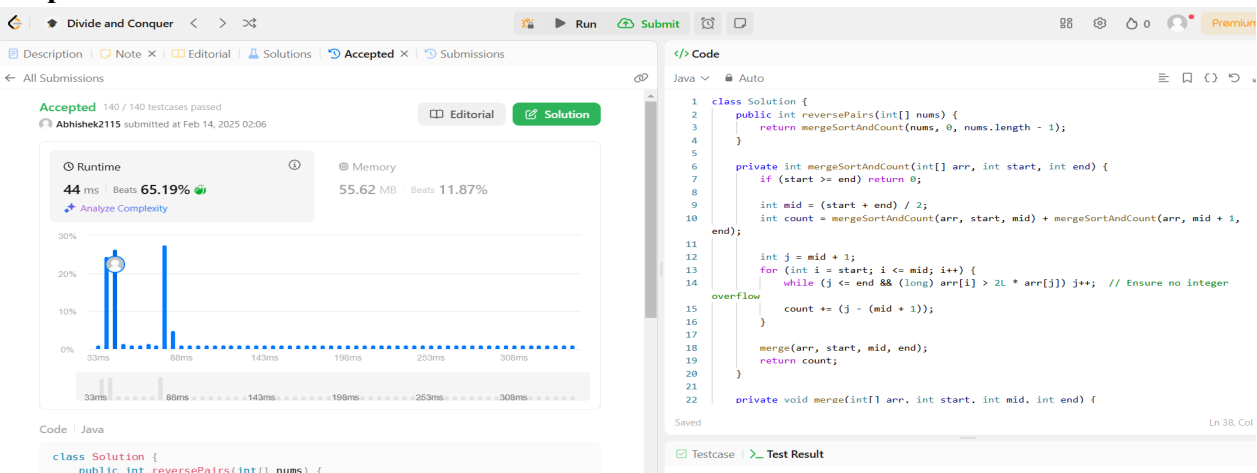 Divide and Conquer
Run
Submit
0
Premium
Description
Note
Editorial
Solutions
Accepted
Submissions
All Submissions
Accepted 140 / 140 testcases passed
Abhishek2115 submitted at Feb 14, 2025 02:06
Editorial
Solution
Runtime
44 ms Beats 65.19%
Analyze Complexity
Memory
55.62 MB Beats 11.87%
30%
20%
10%
0%
33ms 88ms 143ms 198ms 253ms 308ms
33ms 88ms 143ms 198ms 253ms 308ms
Code Java
class Solution {
public int reversePairs(int[] nums) {
</> Code
Java Auto
1 class Solution {
2 public int reversePairs(int[] nums) {
3 return mergeSortAndCount(nums, 0, nums.length - 1);
4 }
5
6 private int mergeSortAndCount(int[] arr, int start, int end) {
7 if (start >= end) return 0;
8
9 int mid = (start + end) / 2;
10 int count = mergeSortAndCount(arr, start, mid) + mergeSortAndCount(arr, mid + 1,
end);
11
12 int j = mid + 1;
13 for (int i = start; i <= mid; i++) {
14 while (j <= end && (long) arr[i] > 2L * arr[j]) j++; // Ensure no integer
overflow
15 count += (j - (mid + 1));
16 }
17
18 merge(arr, start, mid, end);
19 return count;
20 }
21
22 private void merge(int[] arr, int start, int mid, int end) {
Saved
Ln 38, Col
Testcase
>_ Test Result